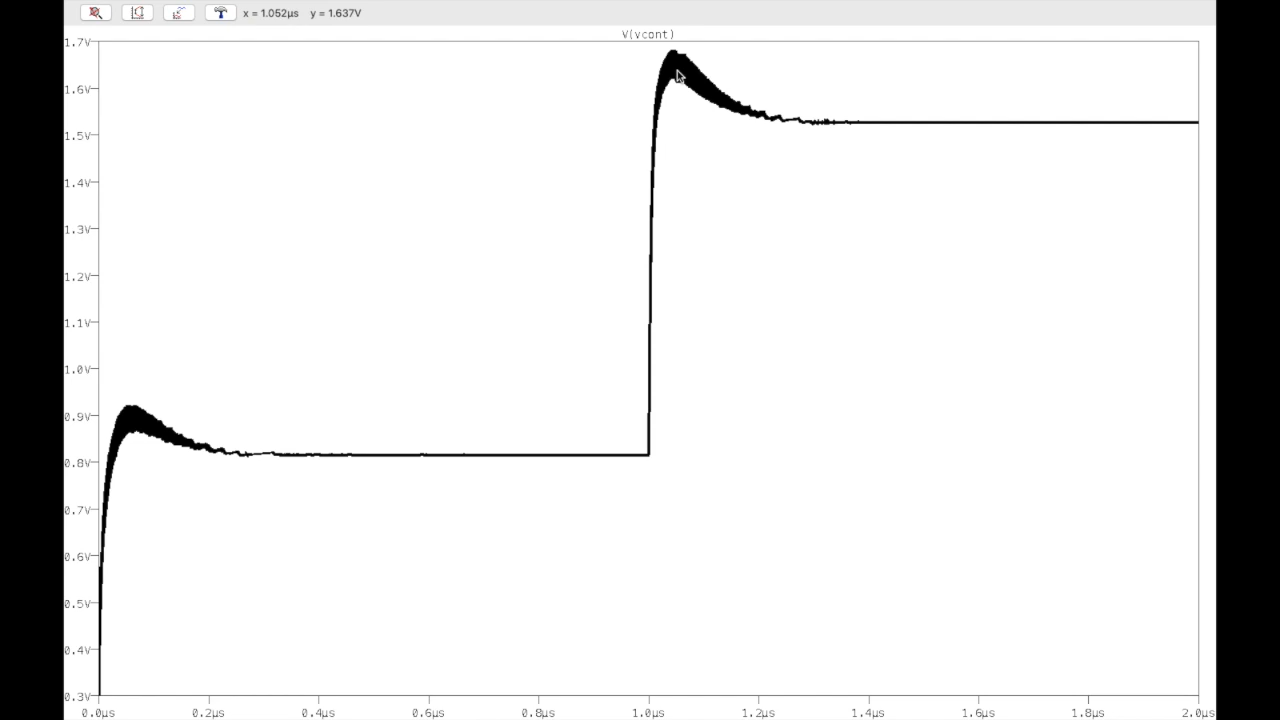 x = 1.052µs y = 1.637V
V(vcont)
1.7V
1.6V
1.5V
1.4V
1.3V
1.2V
1.1V
1.0V
0.9V
0.8V
0.7V
0.6V
0.5V
0.4V
0.3V
0.0µs 0.2µs 0.4µs 0.6µs 0.8µs 1.0µs 1.2µs 1.4µs 1.6µs 1.8µs 2.0µs